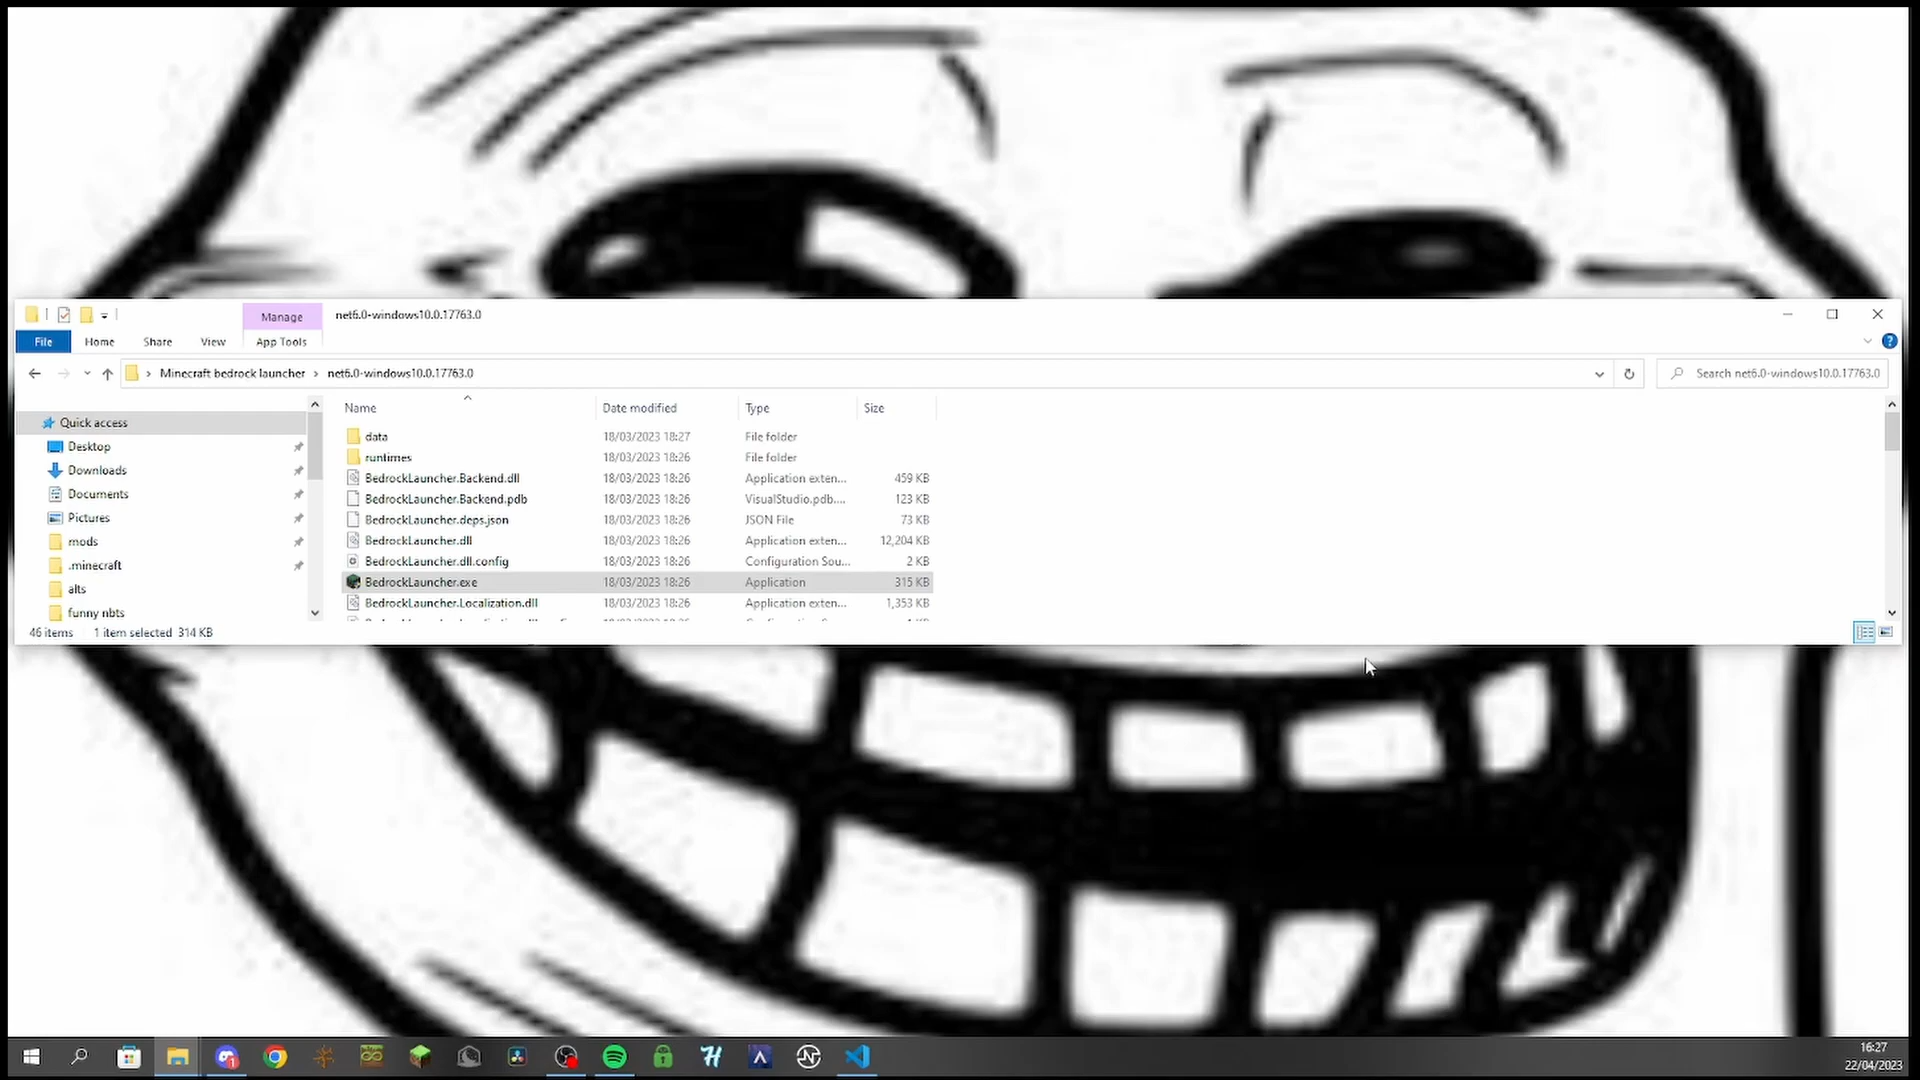 Manage
net6.0-windows10.0.17763.0
File
Home
Share
View
App Tools
Minecraft bedrock launcher
net6.0-windows10.0.17763.0
Search net6.0-windows10.0.17763.0
Quick access
Desktop
Downloads
Documents
Pictures
mods
.minecraft
alts
funny nbts
Name Date modified Type Size
data 18/03/2023 18:27 File folder
runtimes 18/03/2023 18:26 File folder
BedrockLauncher.Backend.dll 18/03/2023 18:26 Application exten... 459 KB
BedrockLauncher.Backend.pdb 18/03/2023 18:26 VisualStudio.pdb.... 123 KB
BedrockLauncher.deps.json 18/03/2023 18:26 JSON File 73 KB
BedrockLauncher.dll 18/03/2023 18:26 Application exten... 12,204 KB
BedrockLauncher.dll.config 18/03/2023 18:26 Configuration Sou... 2 KB
BedrockLauncher.exe 18/03/2023 18:26 Application 315 KB
BedrockLauncher.Localization.dll 18/03/2023 18:26 Application exten... 1,353 KB
46 items 1 item selected 314 KB
16:27
22/04/2023